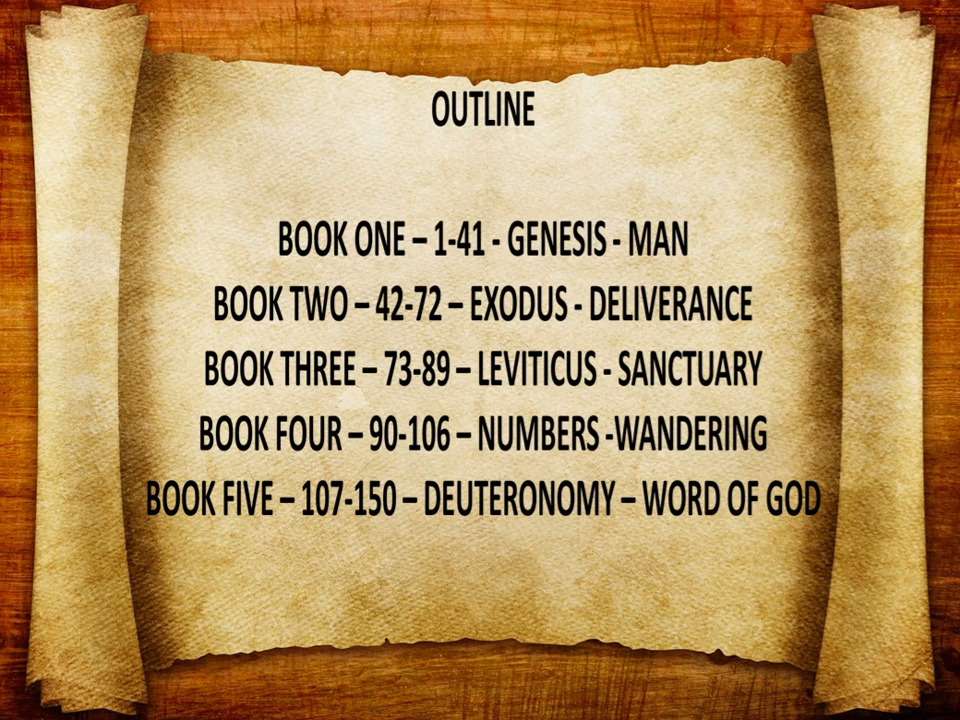 OUTLINE
BOOK ONE – 1-41 - GENESIS - MAN
BOOK TWO – 42-72 – EXODUS - DELIVERANCE
BOOK THREE – 73-89 – LEVITICUS - SANCTUARY
BOOK FOUR – 90-106 – NUMBERS -WANDERING
BOOK FIVE – 107-150 – DEUTERONOMY – WORD OF GOD